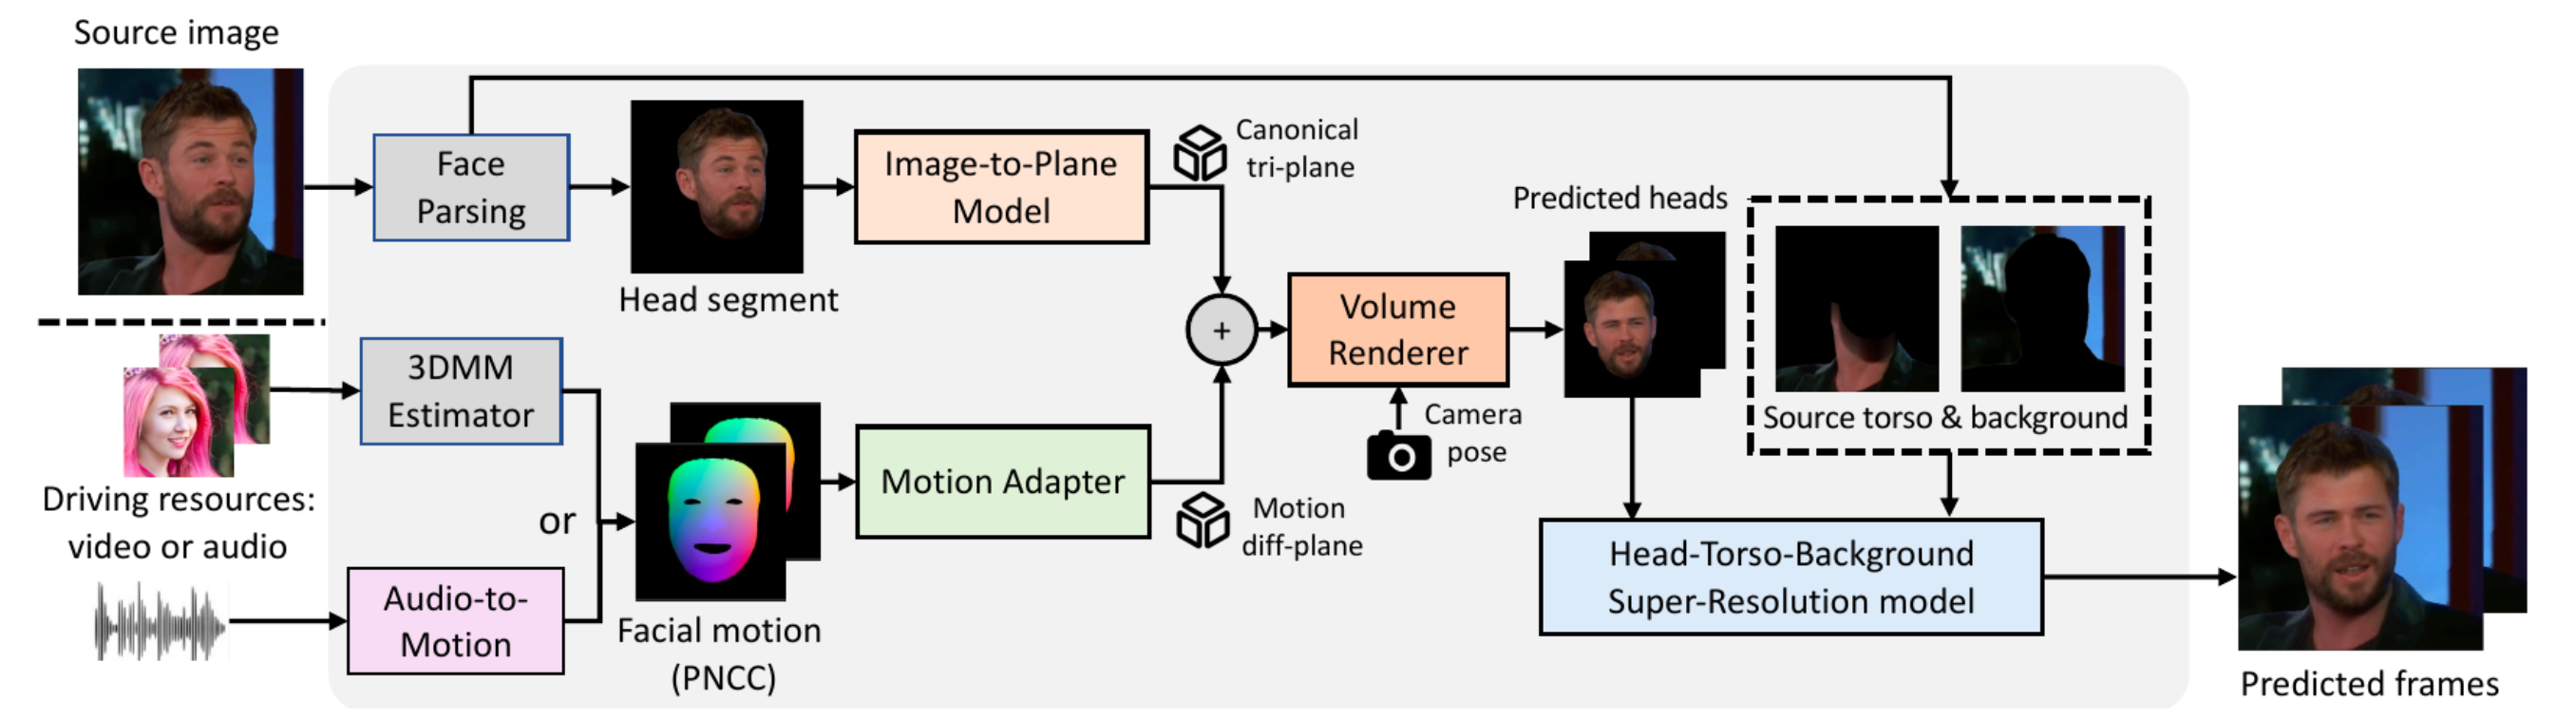 Source image
Face
Parsing
Head segment
Image-to-Plane
Model
Canonical
tri-plane
Driving resources:
video or audio
3DMM
Estimator
or
Audio-to-
Motion
Facial motion
(PNCC)
Motion Adapter
Motion
diff-plane
+
Volume
Renderer
Camera
pose
Predicted heads
Source torso & background
Head-Torso-Background
Super-Resolution model
Predicted frames